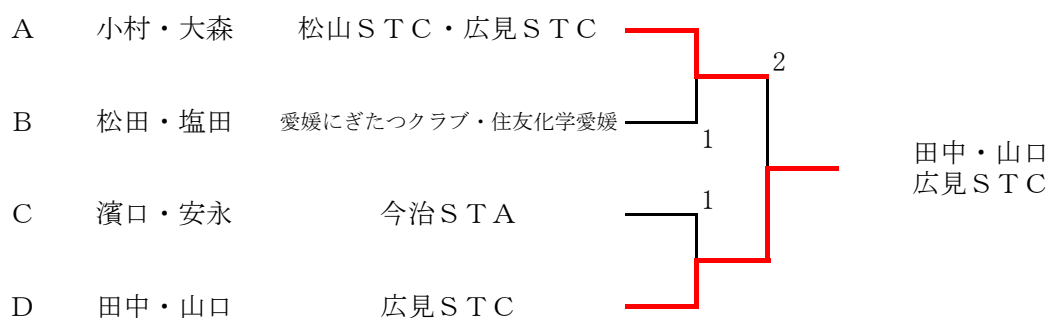 A 小村・大森 松山STC・広見STC
2
B 松田・塩田 愛媛にぎたつクラブ・住友化学愛媛
1
田中・山口
広見STC
C 濱口・安永 今治STA
1
D 田中・山口 広見STC